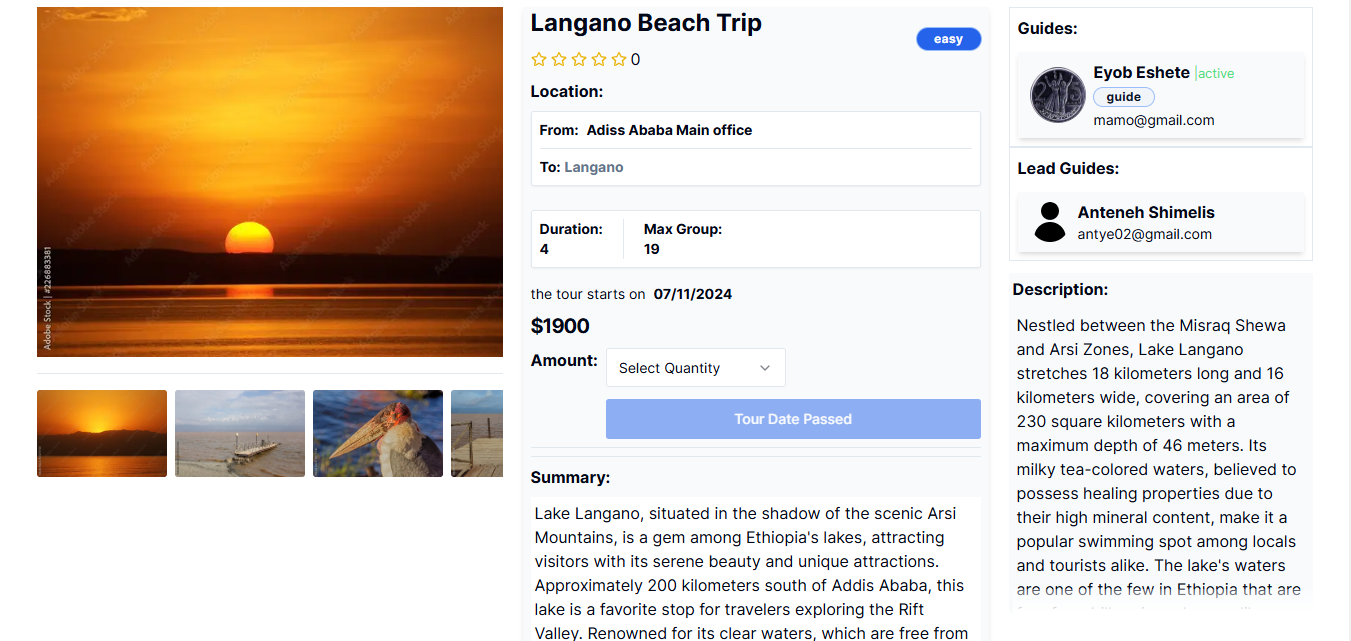 Adobe Stock | #226883381
Langano Beach Trip
easy
0
Location:
From: Adiss Ababa Main office
To: Langano
Duration:
4
Max Group:
19
the tour starts on 07/11/2024
$1900
Amount:
Select Quantity
Tour Date Passed
Summary:
Lake Langano, situated in the shadow of the scenic Arsi
Mountains, is a gem among Ethiopia's lakes, attracting
visitors with its serene beauty and unique attractions.
Approximately 200 kilometers south of Addis Ababa, this
lake is a favorite stop for travelers exploring the Rift
Valley. Renowned for its clear waters, which are free from
Guides:
Eyob Eshete |active
guide
mamo@gmail.com
Lead Guides:
Anteneh Shimelis
antye02@gmail.com
Description:
Nestled between the Misraq Shewa
and Arsi Zones, Lake Langano
stretches 18 kilometers long and 16
kilometers wide, covering an area of
230 square kilometers with a
maximum depth of 46 meters. Its
milky tea-colored waters, believed to
possess healing properties due to
their high mineral content, make it a
popular swimming spot among locals
and tourists alike. The lake's waters
are one of the few in Ethiopia that are